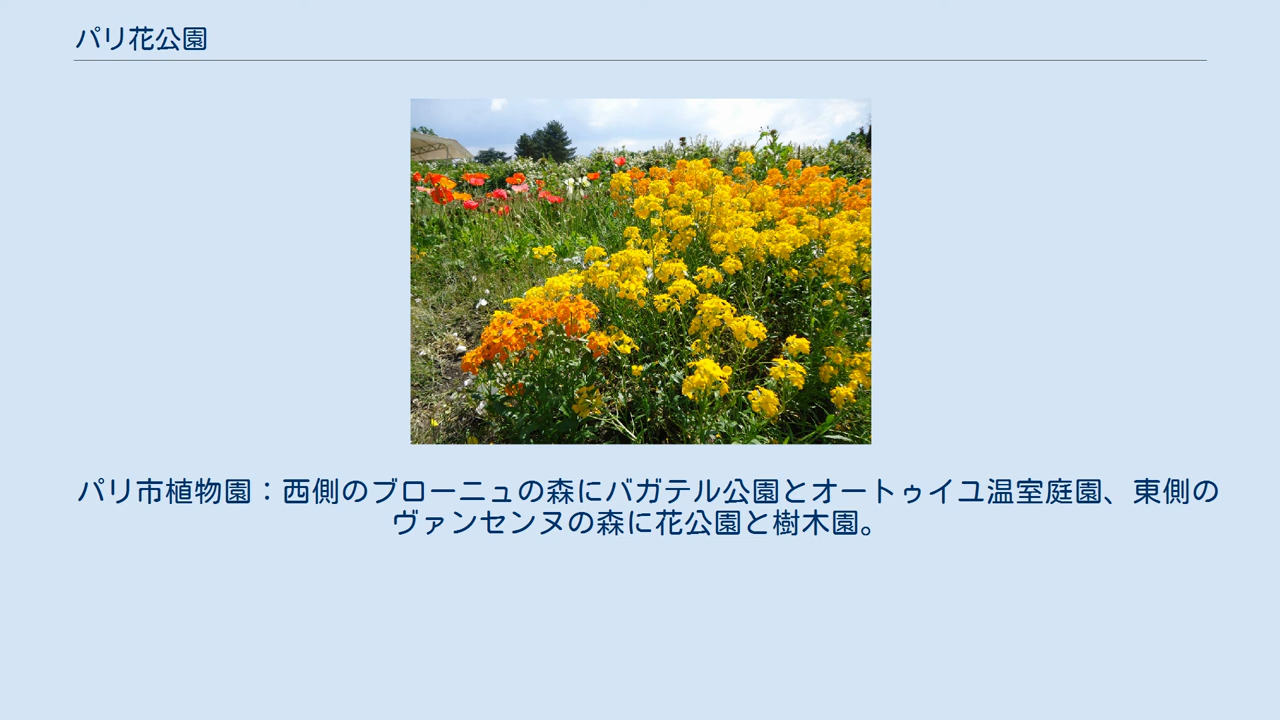 パリ花公園
パリ市植物園：西側のブローニュの森にバガテル公園とオートゥイユ温室庭園、東側の
ヴァンセンヌの森に花公園と樹木園。